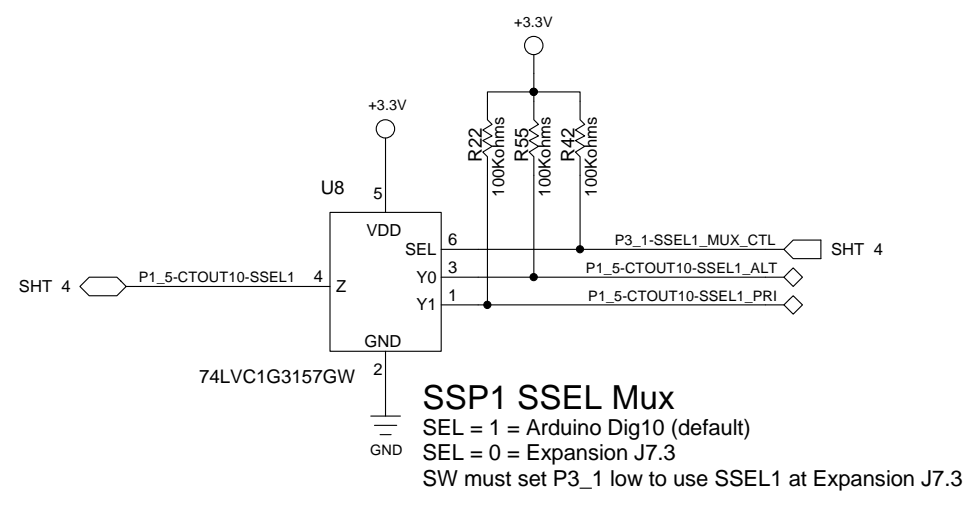 +3.3V
+3.3V
R22
100Kohms
R55
100Kohms
R42
100Kohms
U8
5
VDD
SEL
6
P3_1-SSEL1_MUX_CTL
SHT 4
SHT 4
P1_5-CTOUT10-SSEL1
4
Z
Y0
3
P1_5-CTOUT10-SSEL1_ALT
Y1
1
P1_5-CTOUT10-SSEL1_PRI
GND
74LVC1G3157GW
2
GND
SSP1 SSEL Mux
SEL = 1 = Arduino Dig10 (default)
SEL = 0 = Expansion J7.3
SW must set P3_1 low to use SSEL1 at Expansion J7.3